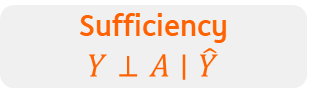 Sufficiency
Y ⊥ A | Ŷ